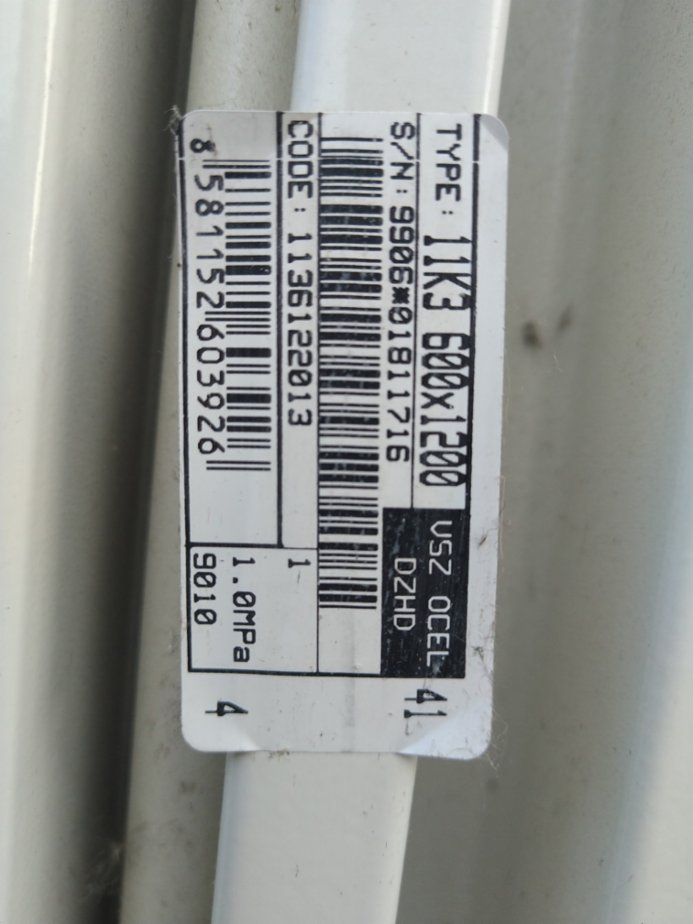 TYPE: 11K3 600x1200
VSZ OCEL
DZHD
41
S/N: 9906*01811716
CODE: 1136122013
1
1.0MPa
9010
4
8 581152 603926